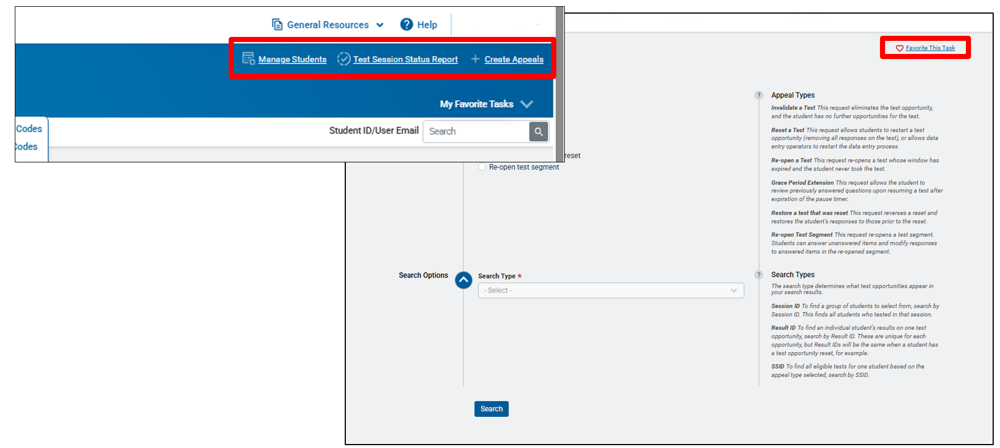 General Resources
Help
Manage Students
Test Session Status Report
Create Appeals
My Favorite Tasks
Codes
Codes
Student ID/User Email
Search
Favorite This Task
reset
Re-open test segment
? Appeal Types
Invalidate a Test This request eliminates the test opportunity,
and the student has no further opportunities for the test.
Reset a Test This request allows students to restart a test
opportunity (removing all responses on the test), or allows data
entry operators to restart the data entry process.
Re-open a Test This request re-opens a test whose window has
expired and the student never took the test.
Grace Period Extension This request allows the student to
review previously answered questions upon resuming a test after
expiration of the pause timer.
Restore a test that was reset This request reverses a reset and
restores the student's responses to those prior to the reset.
Re-open Test Segment This request re-opens a test segment.
Students can answer unanswered items and modify responses
to answered items in the re-opened segment.
Search Options
Search Type *
- Select -
? Search Types
The search type determines what test opportunities appear in
your search results.
Session ID To find a group of students to select from, search by
Session ID. This finds all students who tested in that session.
Result ID To find an individual student's results on one test
opportunity, search by Result ID. These are unique for each
opportunity, but Result IDs will be the same when a student has
a test opportunity reset, for example.
SSID To find all eligible tests for one student based on the
appeal type selected, search by SSID.
Search